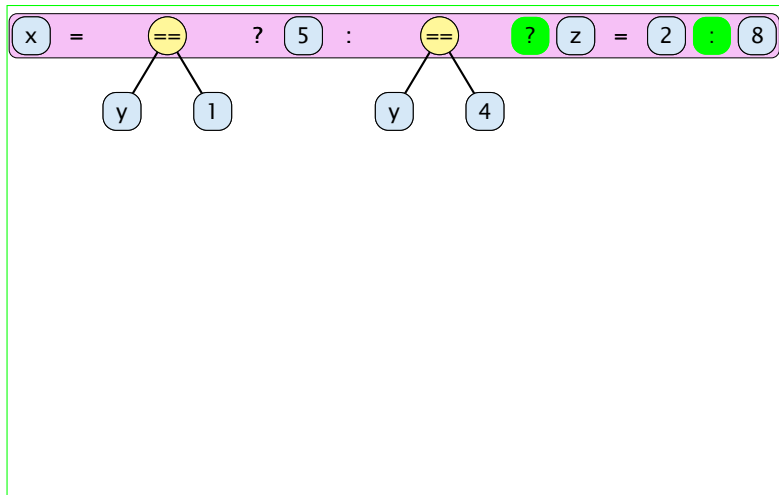 x = == ? 5 : == ? z = 2 : 8
y 1 y 4